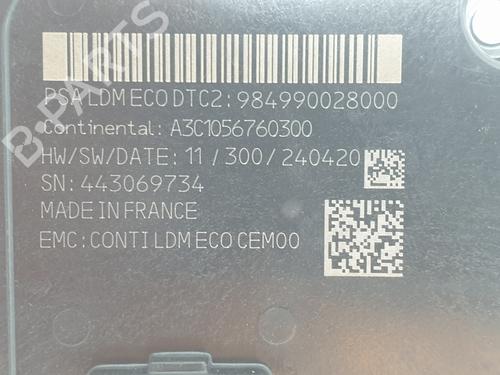 B-PARTS
PSA LDM ECO DTC2: 984990028000
Continental: A3C1056760300
HW/SW/DATE: 11/300/240420
SN: 443069734
MADE IN FRANCE
EMC: CONTI LDM ECO CEM00